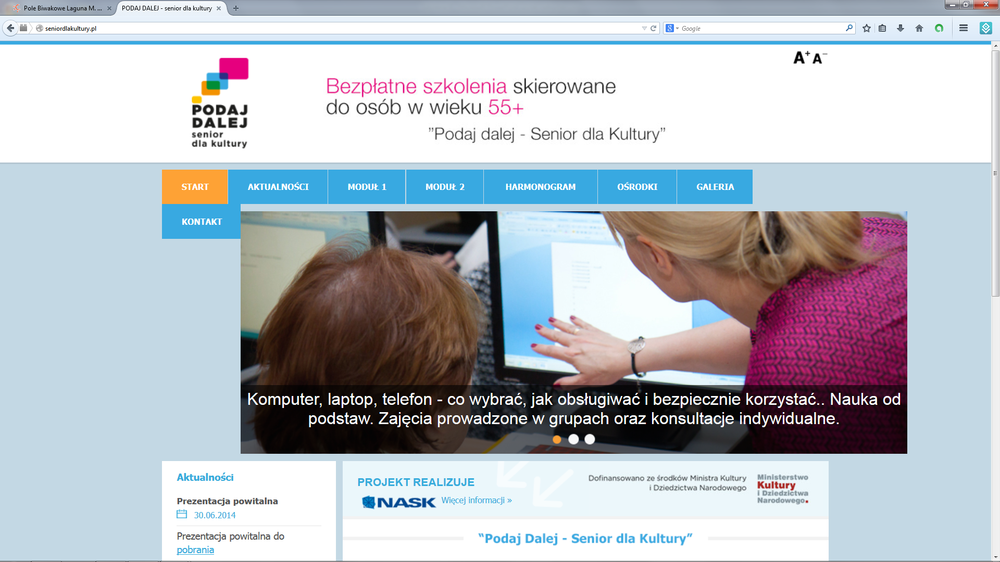 Pole Biwakowe Laguna M. ...
PODAJ DALEJ - senior dla kultury
seniordlakultury.pl
Google
A+ A-
PODAJ
DALEJ
senior
dla kultury
Bezpłatne szkolenia skierowane
do osób w wieku 55+
”Podaj dalej - Senior dla Kultury”
START
AKTUALNOŚCI
MODUŁ 1
MODUŁ 2
HARMONOGRAM
OŚRODKI
GALERIA
KONTAKT
Komputer, laptop, telefon - co wybrać, jak obsługiwać i bezpiecznie korzystać.. Nauka od
podstaw. Zajęcia prowadzone w grupach oraz konsultacje indywidualne.
Aktualności
Prezentacja powitalna
30.06.2014
Prezentacja powitalna do
pobrania
PROJEKT REALIZUJE
NASK
Więcej informacji »
Dofinansowano ze środków Ministra Kultury
i Dziedzictwa Narodowego
Ministerstwo
Kultury
i Dziedzictwa
Narodowego.
“Podaj Dalej - Senior dla Kultury”